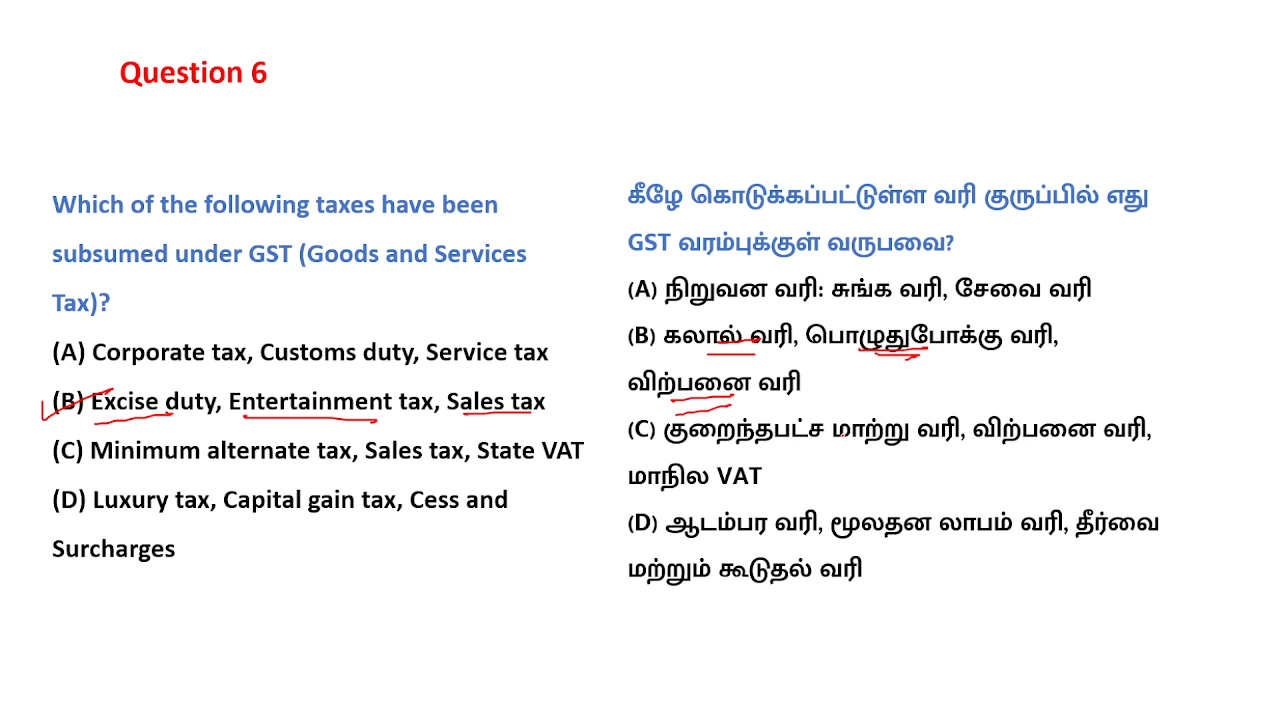 Question 6
Which of the following taxes have been
subsumed under GST (Goods and Services
Tax)?
(A) Corporate tax, Customs duty, Service tax
(B) Excise duty, Entertainment tax, Sales tax
(C) Minimum alternate tax, Sales tax, State VAT
(D) Luxury tax, Capital gain tax, Cess and
Surcharges
கீழே கொடுக்கப்பட்டுள்ள வரி குருப்பில் எது
GST வரம்புக்குள் வருபவை?
(A) நிறுவன வரி: சுங்க வரி, சேவை வரி
(B) கலால் வரி, பொழுதுபோக்கு வரி,
விற்பனை வரி
(C) குறைந்தபட்ச மாற்று வரி, விற்பனை வரி,
மாநில VAT
(D) ஆடம்பர வரி, மூலதன லாபம் வரி, தீர்வை
மற்றும் கூடுதல் வரி